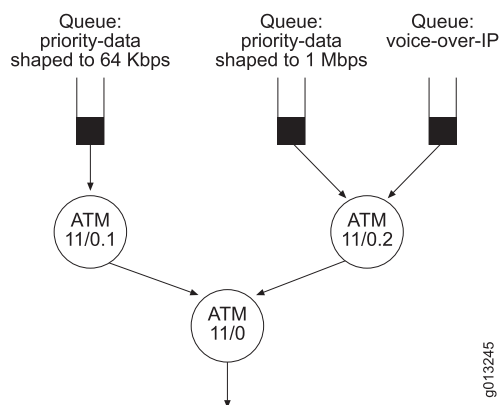 Queue:
priority-data
shaped to 64 Kbps
Queue:
priority-data
shaped to 1 Mbps
Queue:
voice-over-IP
ATM
11/0.1
ATM
11/0.2
ATM
11/0
g013245